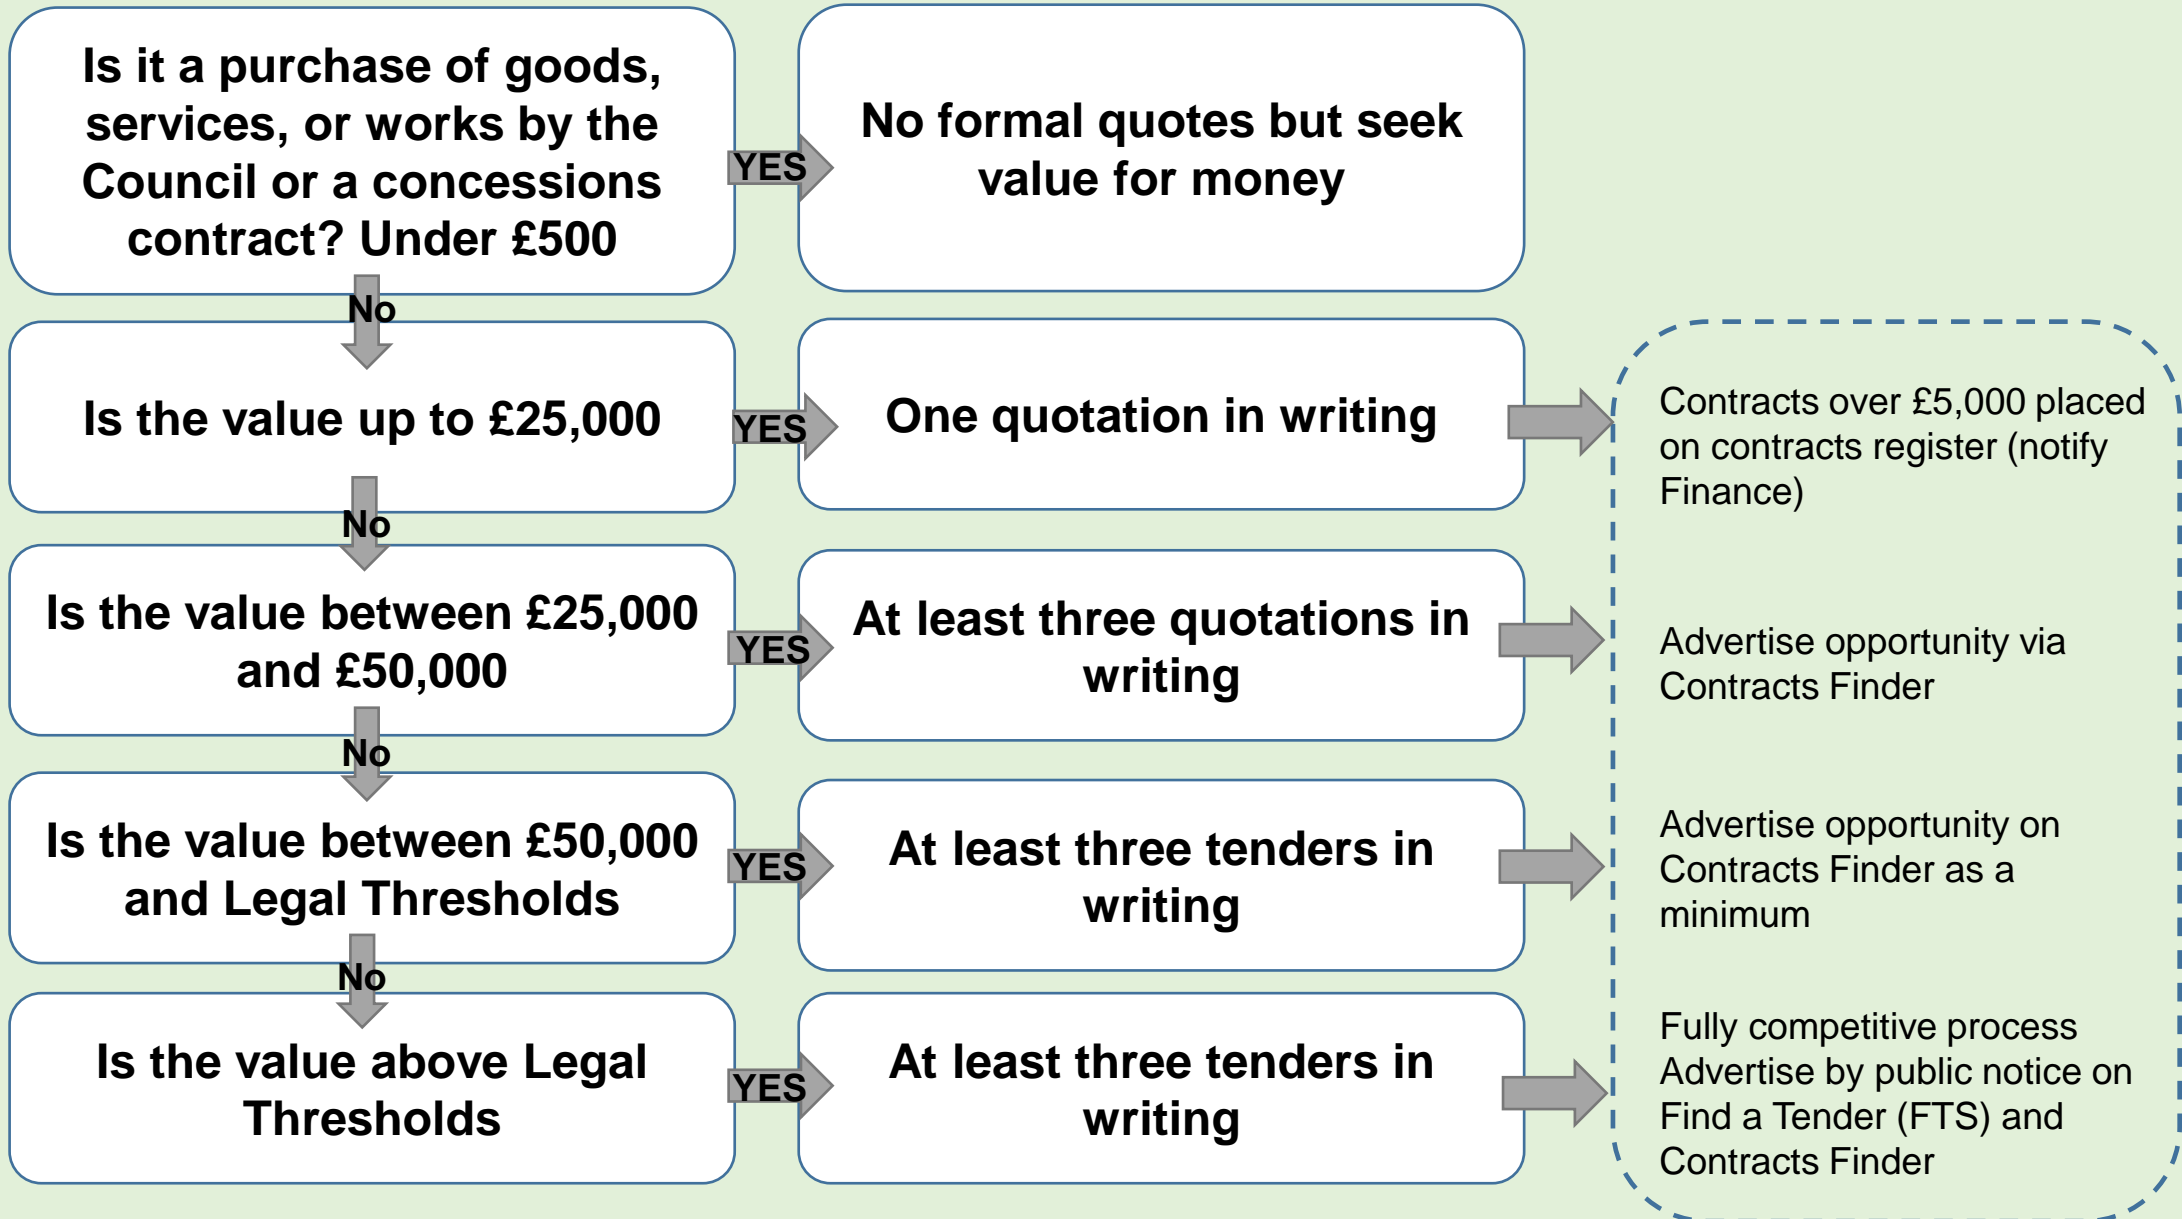 Is it a purchase of goods,
services, or works by the
Council or a concessions
contract? Under £500
YES
No formal quotes but seek
value for money
No
Is the value up to £25,000
YES
One quotation in writing
Contracts over £5,000 placed
on contracts register (notify
Finance)
No
Is the value between £25,000
and £50,000
YES
At least three quotations in
writing
Advertise opportunity via
Contracts Finder
No
Is the value between £50,000
and Legal Thresholds
YES
At least three tenders in
writing
Advertise opportunity on
Contracts Finder as a
minimum
No
Is the value above Legal
Thresholds
YES
At least three tenders in
writing
Fully competitive process
Advertise by public notice on
Find a Tender (FTS) and
Contracts Finder